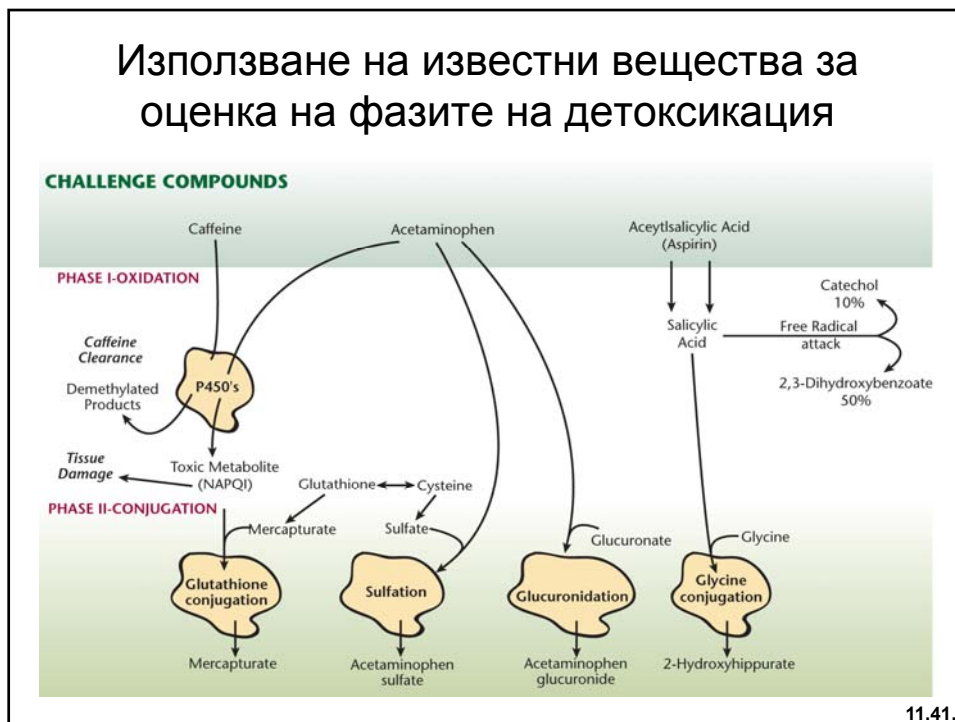 Използване на известни вещества за
оценка на фазите на детоксикация
CHALLENGE COMPOUNDS
Caffeine
Acetaminophen
Aceytlsalicylic Acid
(Aspirin)
PHASE I-OXIDATION
Catechol
10%
Salicylic
Acid
Free Radical
attack
Caffeine
Clearance
P450's
Demethylated
Products
2,3-Dihydroxybenzoate
50%
Tissue
Damage
Toxic Metabolite
(NAPQI)
Glutathione
Cysteine
PHASE II-CONJUGATION
Mercapturate
Sulfate
Glucuronate
Glycine
Glutathione
conjugation
Sulfation
Glucuronidation
Glycine
conjugation
Mercapturate
Acetaminophen
sulfate
Acetaminophen
glucuronide
2-Hydroxyhippurate
11.41.